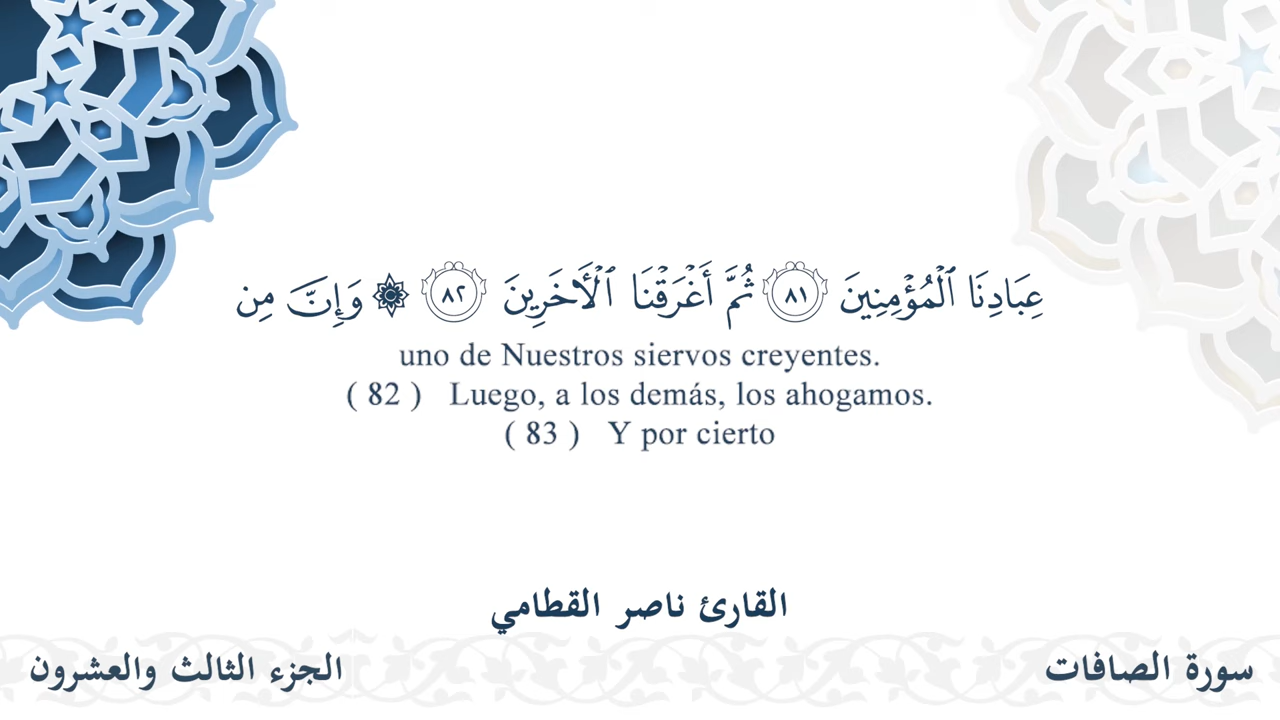 عِبَادِنَا ٱلْمُؤْمِنِينَ ٨١ ثُمَّ أَغْرَقْنَا ٱلْأَخَرِينَ ٨٢ ۞ وَإِنَّ مِن
uno de Nuestros siervos creyentes.
( 82 ) Luego, a los demás, los ahogamos.
( 83 ) Y por cierto
القارئ ناصر القطامي
سورة الصافات
الجزء الثالث والعشرون